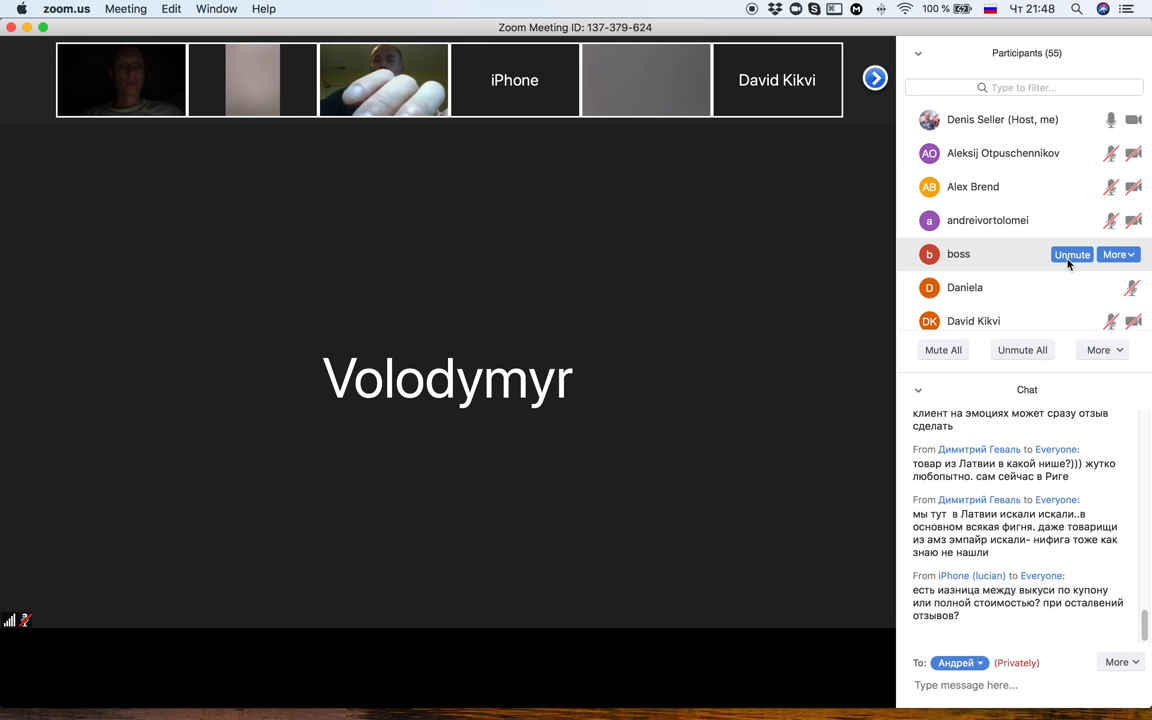 zoom.us Meeting Edit Window Help
100 % Чт 21:48
Zoom Meeting ID: 137-379-624
iPhone
David Kikvi
Volodymyr
Participants (55)
Type to filter...
Denis Seller (Host, me)
AO Aleksij Otpuschennikov
AB Alex Brend
a andreivortolomei
b boss Unmute More
D Daniela
DK David Kikvi
Mute All Unmute All More
Chat
клиент на эмоциях может сразу отзыв
сделать
From Димитрий Геваль to Everyone:
товар из Латвии в какой нише?))) жутко
любопытно. сам сейчас в Риге
From Димитрий Геваль to Everyone:
мы тут в Латвии искали искали..в
основном всякая фигня. даже товарищи
из амз эмпайр искали- нифига тоже как
знаю не нашли
From iPhone (lucian) to Everyone:
есть иазница между выкуси по купону
или полной стоимостью? при осталвений
отзывов?
To: Андрей (Privately) More
Type message here...